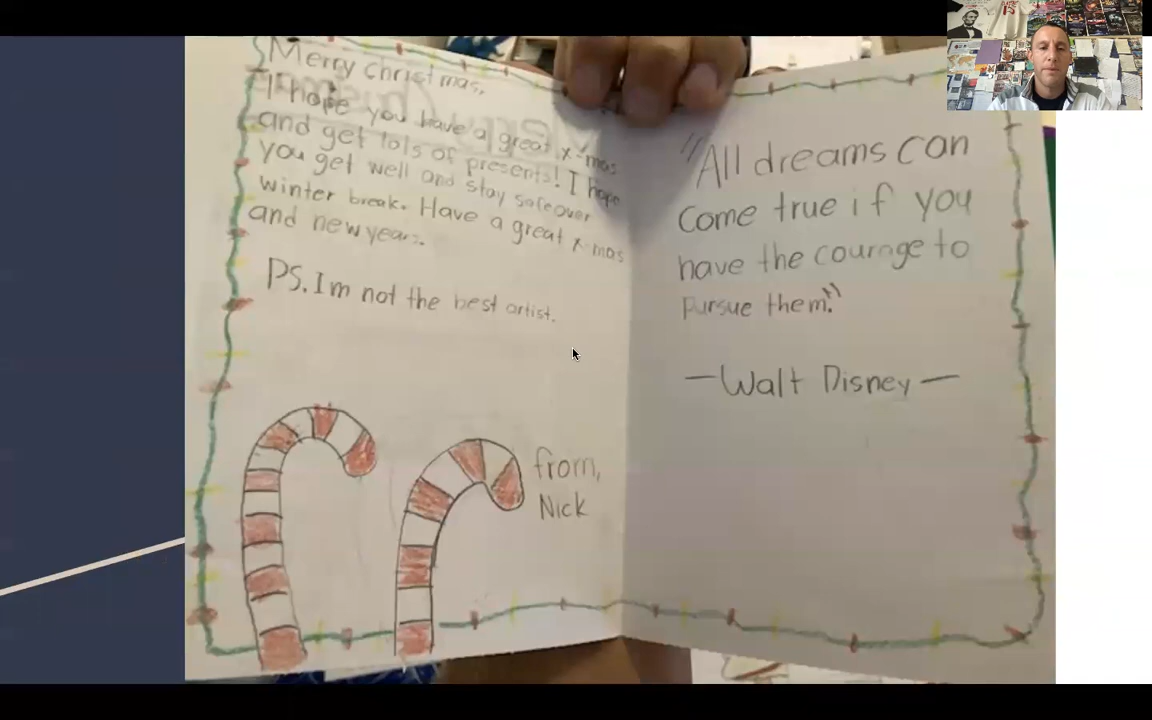 Merry Christmas,
I hope you have a great x-mas
and get lots of presents! I hope
you get well and stay safe over
winter break. Have a great x-mas
and new years.
PS. Im not the best artist.
from,
Nick
"All dreams can
come true if you
have the courage to
pursue them."
—Walt Disney—